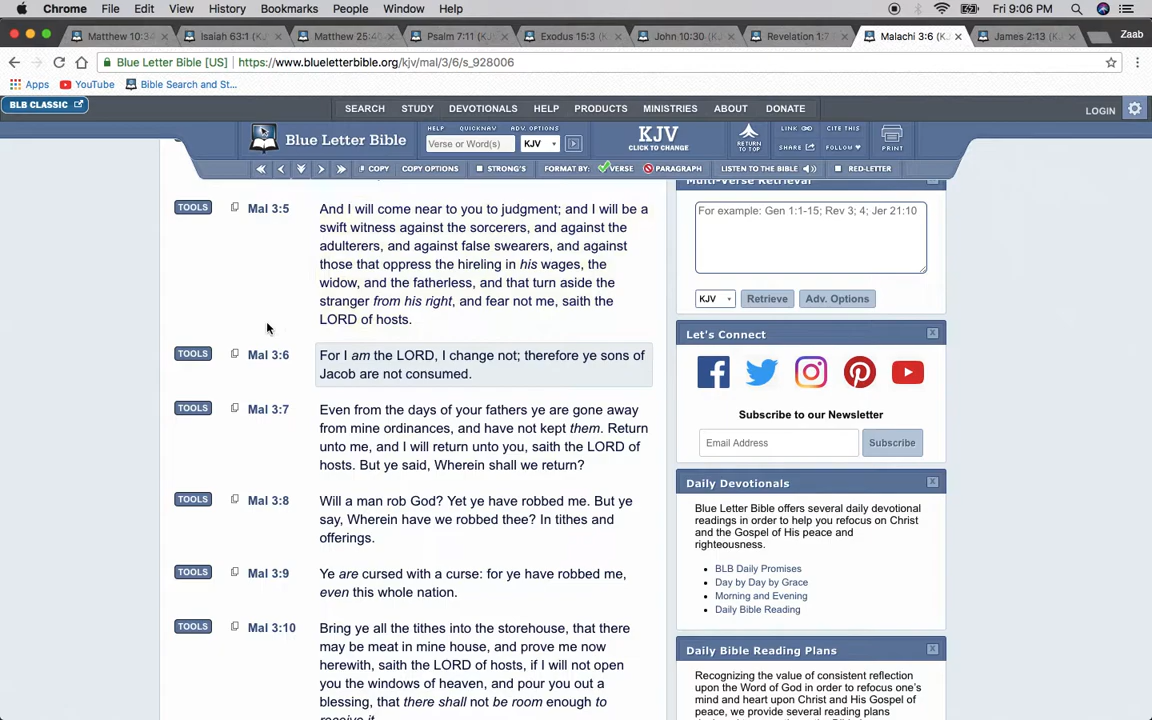 Chrome File Edit View History Bookmarks People Window Help Fri 9:06 PM
Matthew 10:3 Isaiah 63:1 (K Matthew 25:40 Psalm 7:11 (K Exodus 15:3 John 10:30 (K Revelation 1:7 Malachi 3:6 (K James 2:13 (K Zaab
Blue Letter Bible [US] https://www.blueletterbible.org/kjv/mal/3/6/s_928006
Apps YouTube Bible Search and St...
BLB CLASSIC
SEARCH STUDY DEVOTIONALS HELP PRODUCTS MINISTRIES ABOUT DONATE LOGIN
Blue Letter Bible
HELP QUICKNAV ADV. OPTIONS
Verse or Word(s) KJV
KJV
CLICK TO CHANGE
RETURN TO TOP
LINK CITE THIS
SHARE FOLLOW
PRINT
COPY COPY OPTIONS STRONG'S FORMAT BY: VERSE PARAGRAPH LISTEN TO THE BIBLE RED-LETTER
TOOLS Mal 3:5 And I will come near to you to judgment; and I will be a
swift witness against the sorcerers, and against the
adulterers, and against false swearers, and against
those that oppress the hireling in his wages, the
widow, and the fatherless, and that turn aside the
stranger from his right, and fear not me, saith the
LORD of hosts.
TOOLS Mal 3:6 For I am the LORD, I change not; therefore ye sons of
Jacob are not consumed.
TOOLS Mal 3:7 Even from the days of your fathers ye are gone away
from mine ordinances, and have not kept them. Return
unto me, and I will return unto you, saith the LORD of
hosts. But ye said, Wherein shall we return?
TOOLS Mal 3:8 Will a man rob God? Yet ye have robbed me. But ye
say, Wherein have we robbed thee? In tithes and
offerings.
TOOLS Mal 3:9 Ye are cursed with a curse: for ye have robbed me,
even this whole nation.
TOOLS Mal 3:10 Bring ye all the tithes into the storehouse, that there
may be meat in mine house, and prove me now
herewith, saith the LORD of hosts, if I will not open
you the windows of heaven, and pour you out a
blessing, that there shall not be room enough to
receive it.
Multi-Verse Retrieval
For example: Gen 1:1-15; Rev 3; 4; Jer 21:10
KJV Retrieve Adv. Options
Let's Connect
Subscribe to our Newsletter
Email Address Subscribe
Daily Devotionals
Blue Letter Bible offers several daily devotional
readings in order to help you refocus on Christ
and the Gospel of His peace and
righteousness.
BLB Daily Promises
Day by Day by Grace
Morning and Evening
Daily Bible Reading
Daily Bible Reading Plans
Recognizing the value of consistent reflection
upon the Word of God in order to refocus one's
mind and heart upon Christ and His Gospel of
peace, we provide several reading plans